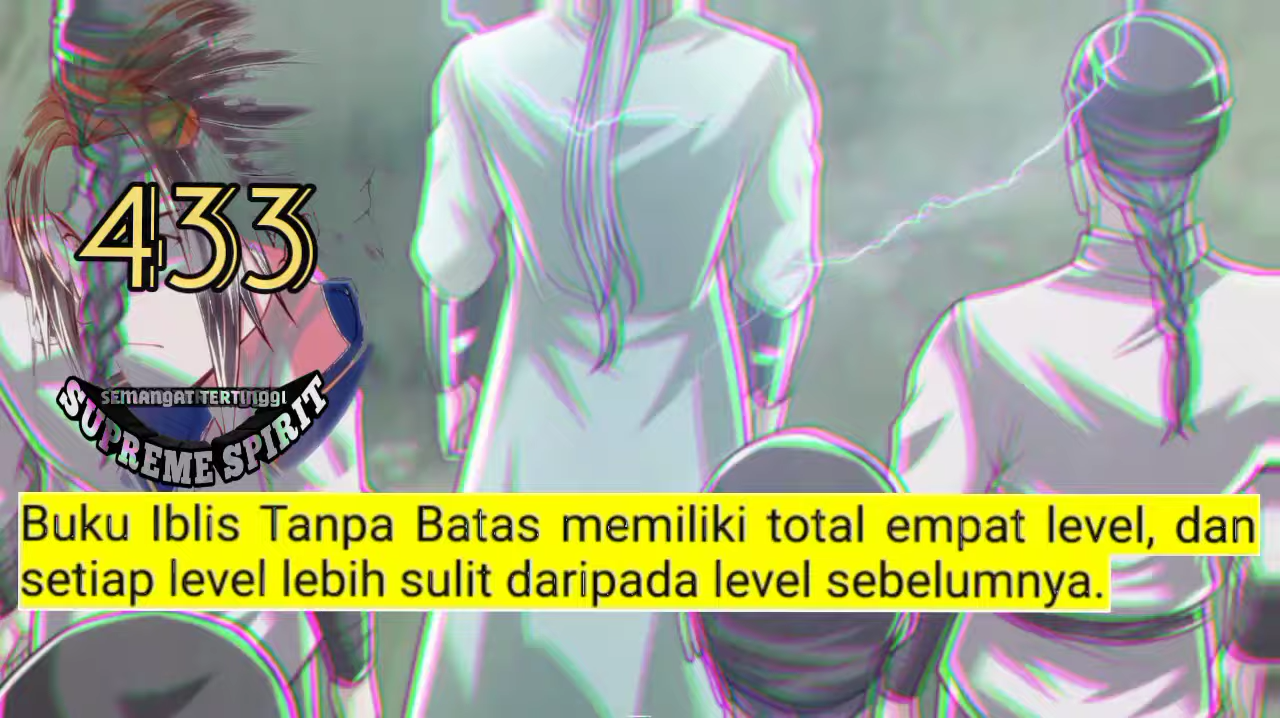 433
SEMANGAT TERTINGGI
SUPREME SPIRIT
Buku Iblis Tanpa Batas memiliki total empat level, dan
setiap level lebih sulit daripada level sebelumnya.